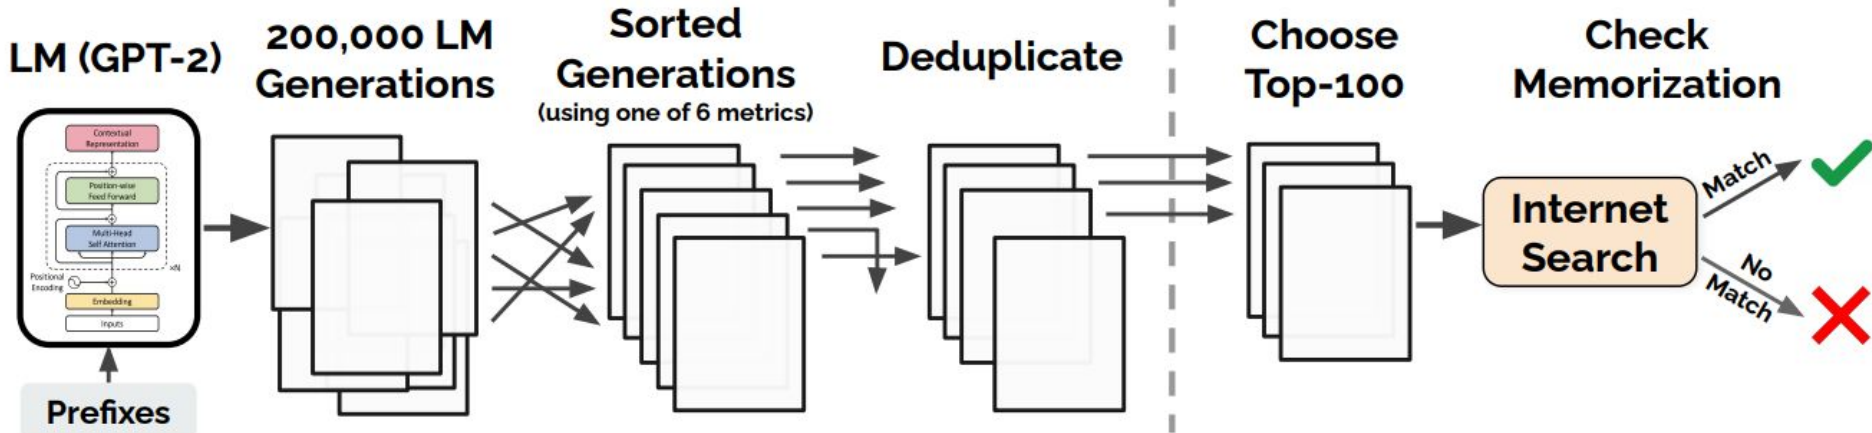 LM (GPT-2)
Contextual
Representation
Position-wise
Feed Forward
Multi-Head
Self Attention
×N
Positional
Encoding
Embedding
Inputs
Prefixes
200,000 LM
Generations
Sorted
Generations
(using one of 6 metrics)
Deduplicate
Choose
Top-100
Check
Memorization
Internet
Search
Match
No
Match